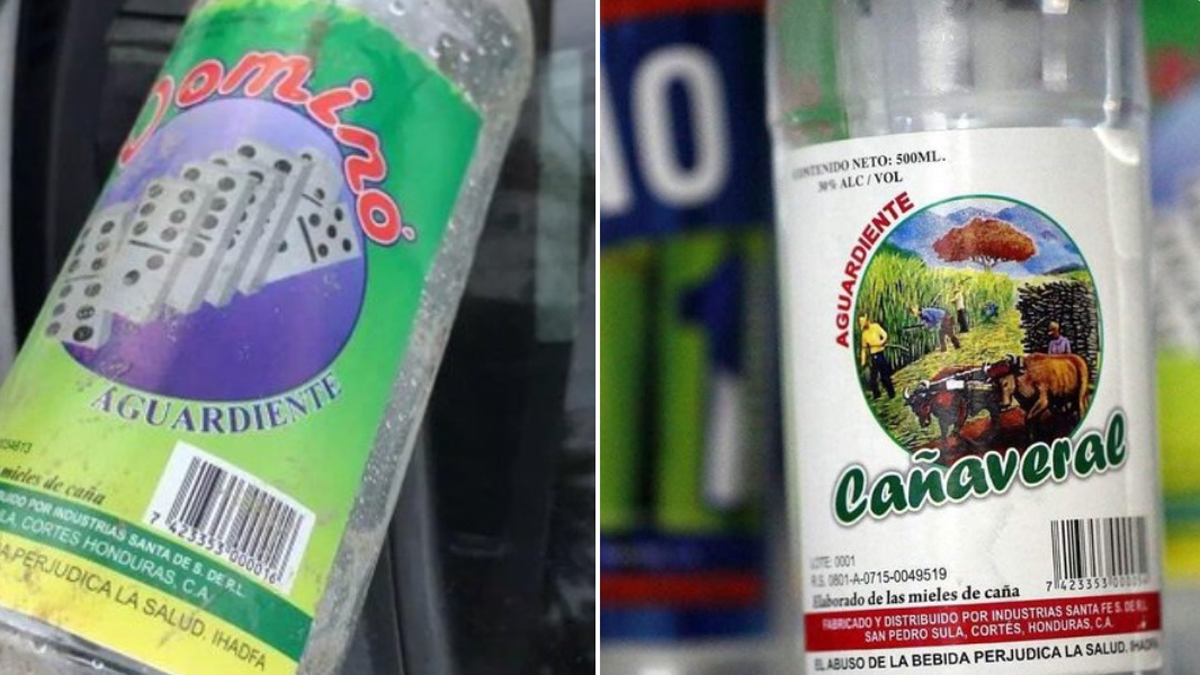 Domino
AGUARDIENTE
mieles de caña
7 423353 000016
POR INDUSTRIAS SANTA DE S. DE R.L.
CORTES HONDURAS, C.A.
PERJUDICA LA SALUD. IHADFA
CONTENIDO NETO: 500ML.
30% ALC / VOL
AGUARDIENTE
Cañaveral
LOTE: 0001
R.S. 0801-A-0715-0049519
Elaborado de las mieles de caña
7 423353
FABRICADO Y DISTRIBUIDO POR INDUSTRIAS SANTA FE S. DE R.L.
SAN PEDRO SULA, CORTÉS, HONDURAS, C.A.
EL ABUSO DE LA BEBIDA PERJUDICA LA SALUD. IHADFA